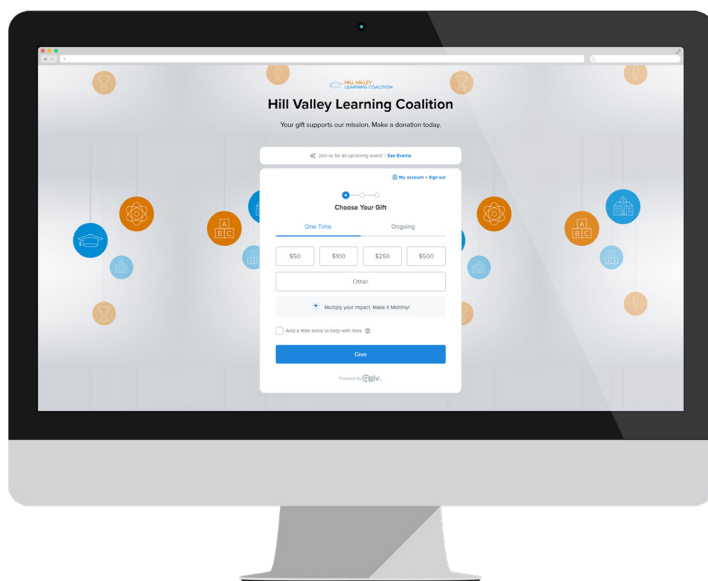 HILL VALLEY
LEARNING COALITION
Hill Valley Learning Coalition
Your gift supports our mission. Make a donation today.
Join us for an upcoming event! - See Events
My account • Sign out
Choose Your Gift
One Time Ongoing
$50 $100 $250 $500
Other
Multiply your impact. Make it Monthly!
Add a little extra to help with fees
Give
Powered By Qgiv.
A
B C
A
B C
A
B C